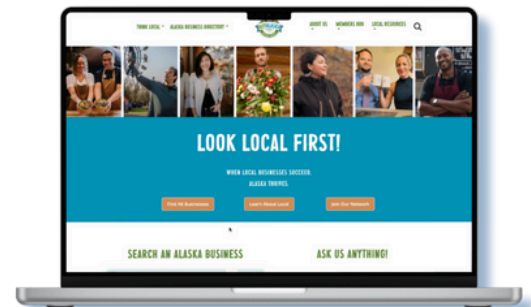 THINK LOCAL ALASKA BUSINESS DIRECTORY ABOUT US MEMBERS HUB LOCAL RESOURCES
LOOK LOCAL FIRST!
WHEN LOCAL BUSINESSES SUCCEED,
ALASKA THRIVES.
Find AK Businesses Learn About Local Join Our Network
SEARCH AN ALASKA BUSINESS ASK US ANYTHING!